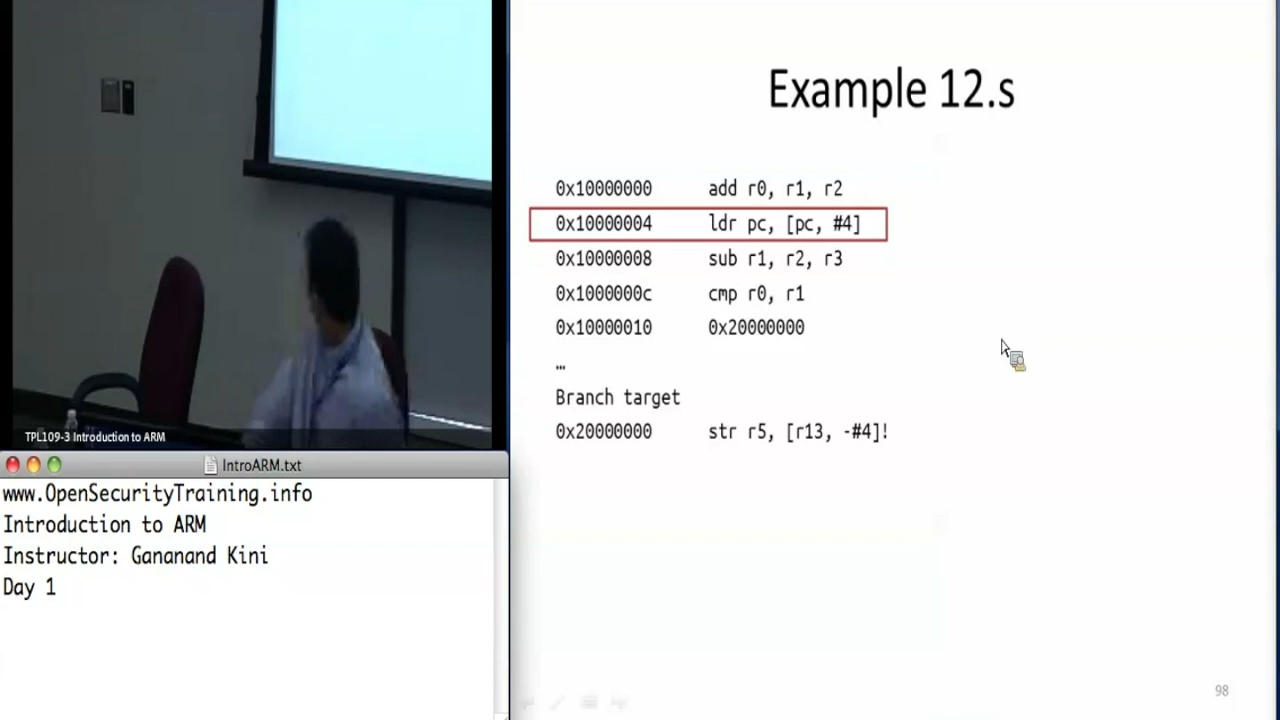 Example 12.s
0x10000000 add r0, r1, r2
0x10000004 ldr pc, [pc, #4]
0x10000008 sub r1, r2, r3
0x1000000c cmp r0, r1
0x10000010 0x20000000
…
Branch target
0x20000000 str r5, [r13, -#4]!
98
TPL109-3 Introduction to ARM
IntroARM.txt
www.OpenSecurityTraining.info
Introduction to ARM
Instructor: Gananand Kini
Day 1